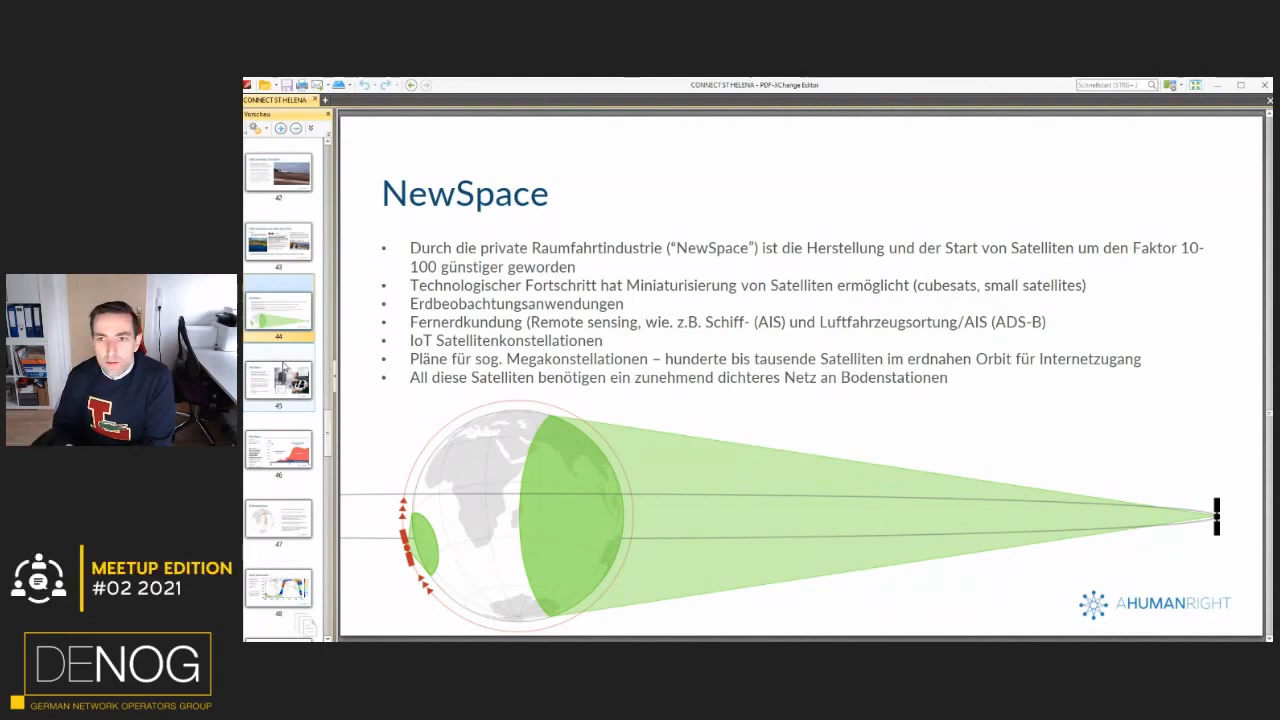 CONNECT ST HELENA - PDF-XChange Editor
Schnellstart (STRG+.)
CONNECT ST HELENA
Vorschau
42
43
44
45
46
47
48
NewSpace
• Durch die private Raumfahrtindustrie (“NewSpace”) ist die Herstellung und der Start von Satelliten um den Faktor 10-
100 günstiger geworden
• Technologischer Fortschritt hat Miniaturisierung von Satelliten ermöglicht (cubesats, small satellites)
• Erdbeobachtungsanwendungen
• Fernerdkundung (Remote sensing, wie. z.B. Schiff- (AIS) und Luftfahrzeugsortung/AIS (ADS-B)
• IoT Satellitenkonstellationen
• Pläne für sog. Megakonstellationen – hunderte bis tausende Satelliten im erdnahen Orbit für Internetzugang
• All diese Satelliten benötigen ein zunehmend dichteres Netz an Bodenstationen
AHUMANRIGHT
MEETUP EDITION
#02 2021
DENOG
GERMAN NETWORK OPERATORS GROUP